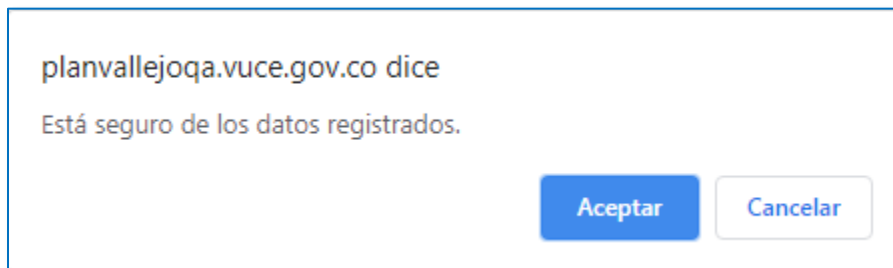 planvallejoqa.vuce.gov.co dice
Está seguro de los datos registrados.
Aceptar Cancelar